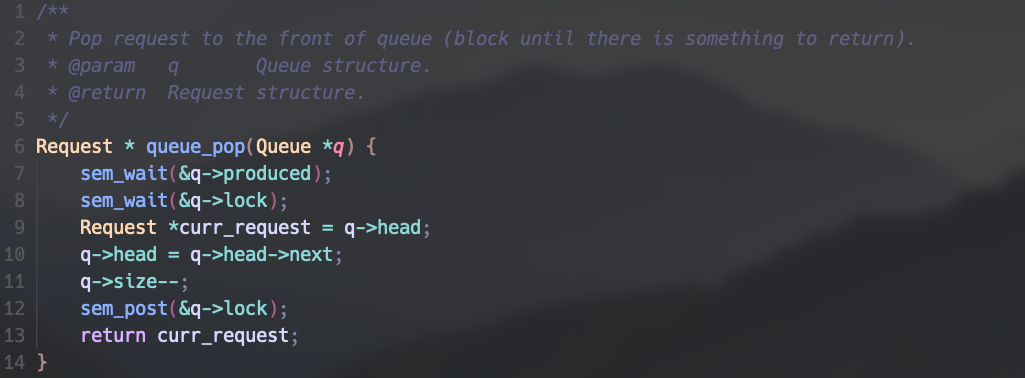 1 /**
2  * Pop request to the front of queue (block until there is something to return).
3  * @param   q       Queue structure.
4  * @return  Request structure.
5  */
6 Request * queue_pop(Queue *q) {
7     sem_wait(&q->produced);
8     sem_wait(&q->lock);
9     Request *curr_request = q->head;
10     q->head = q->head->next;
11     q->size--;
12     sem_post(&q->lock);
13     return curr_request;
14 }